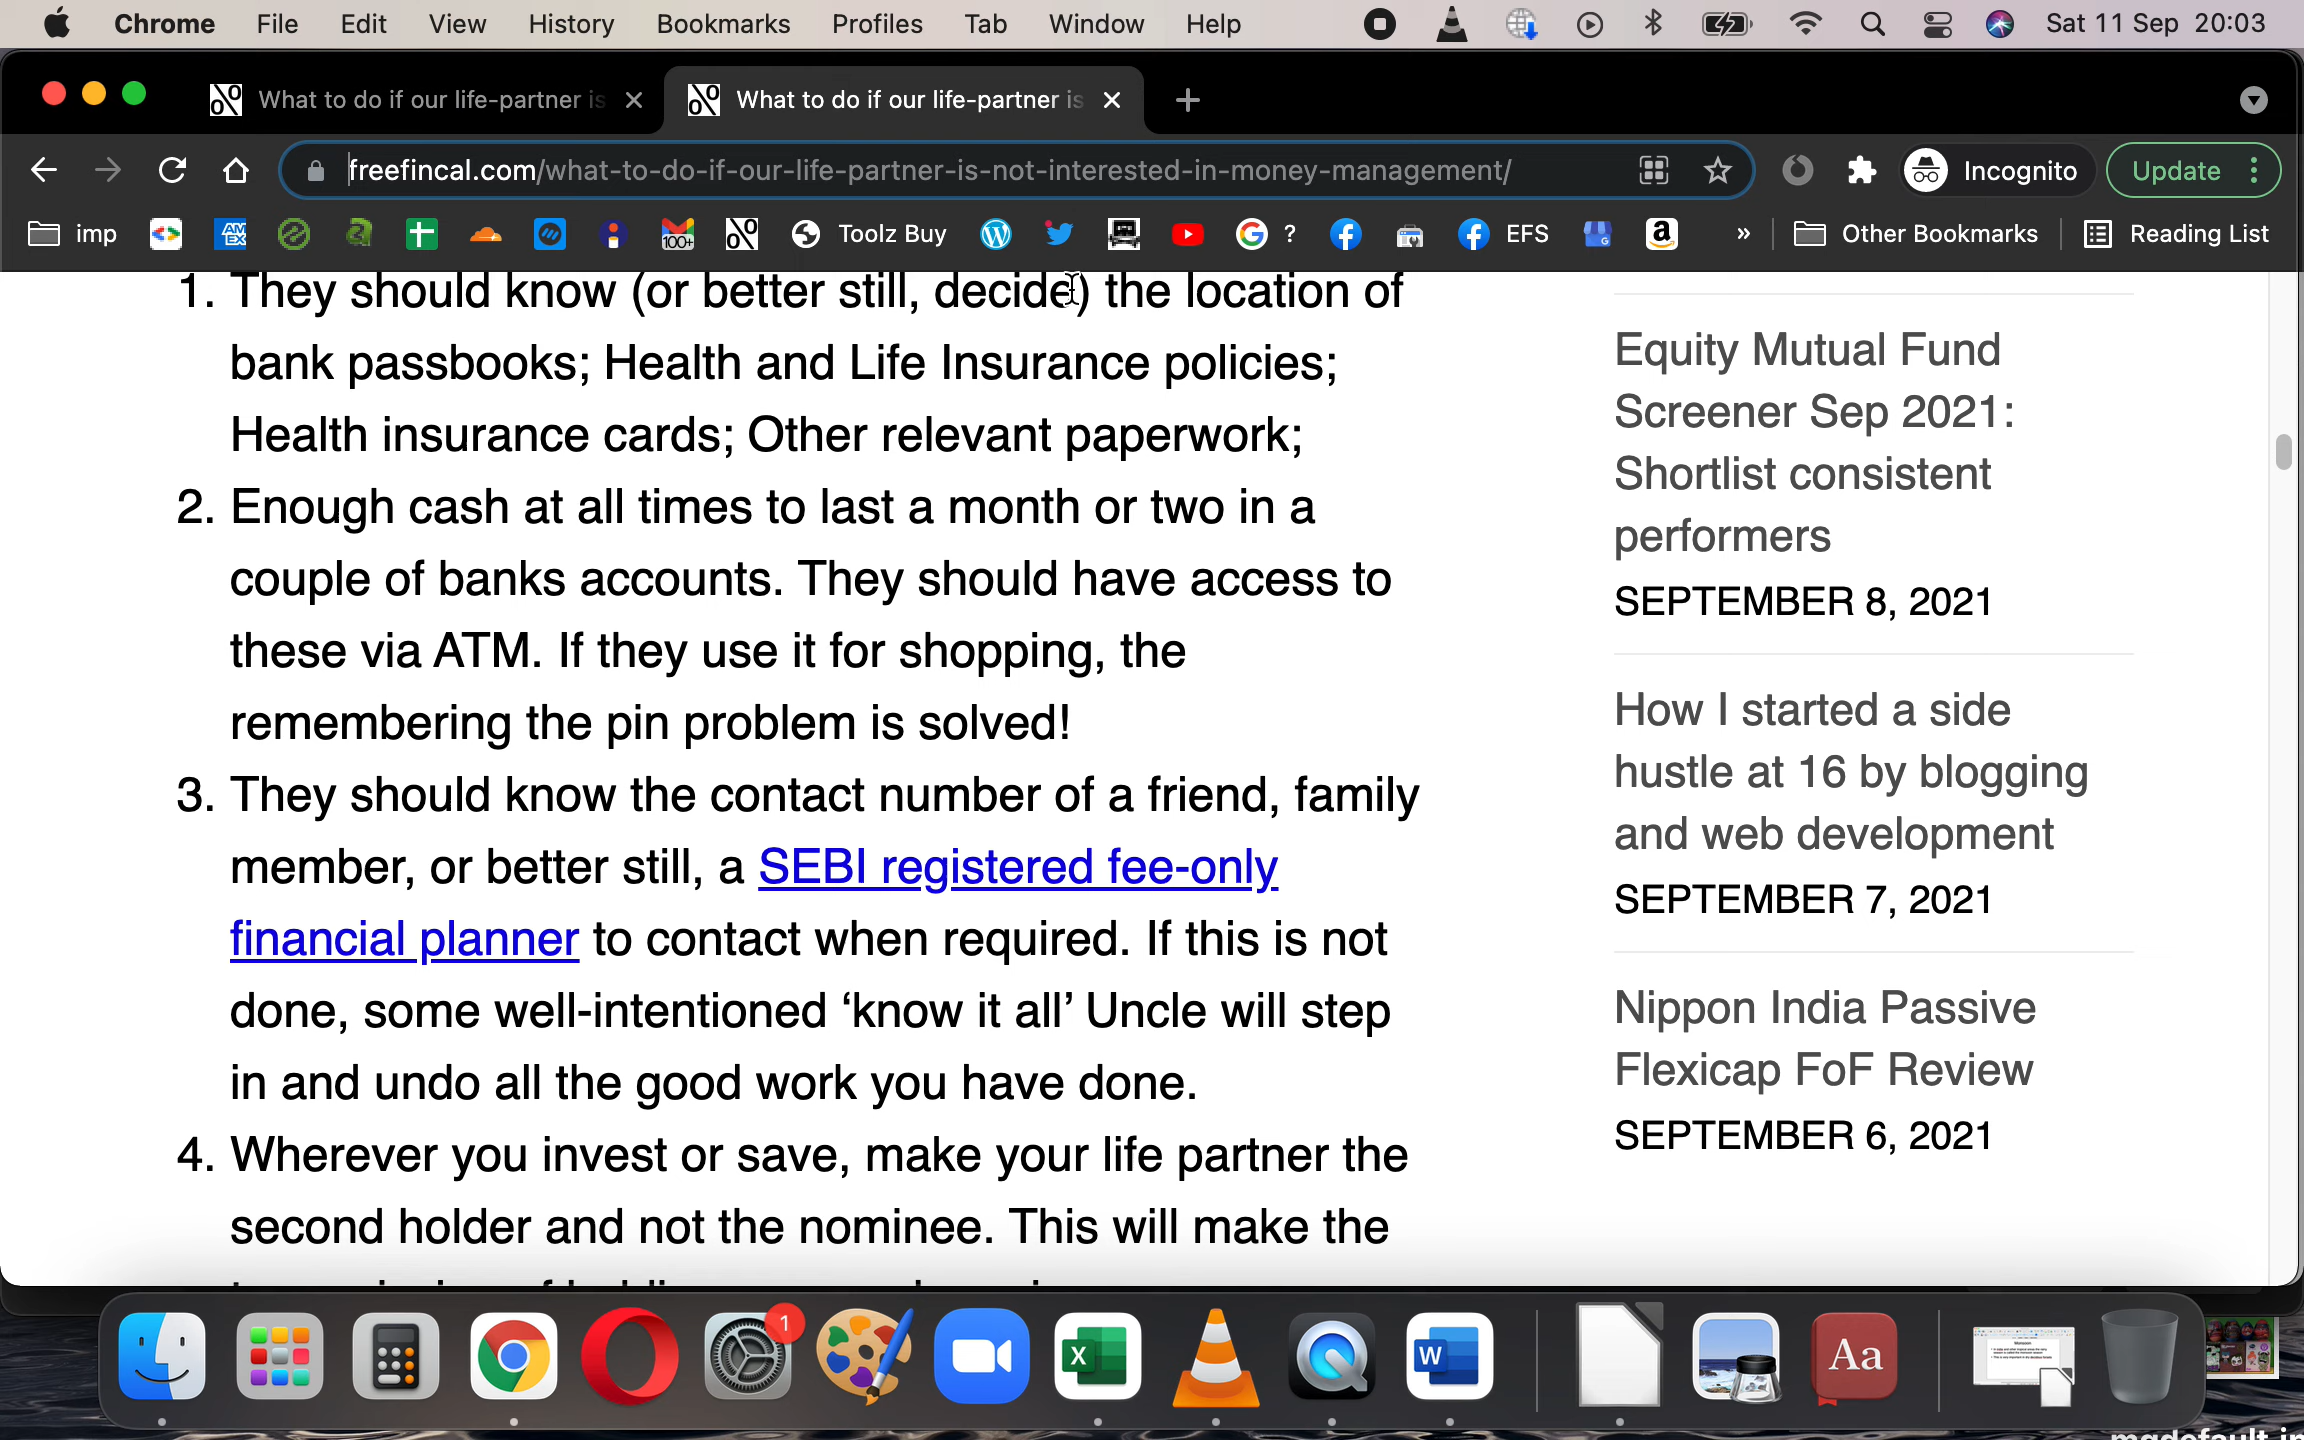 Chrome File Edit View History Bookmarks Profiles Tab Window Help Sat 11 Sep 20:03
What to do if our life-partner is What to do if our life-partner is
freefincal.com/what-to-do-if-our-life-partner-is-not-interested-in-money-management/ Incognito Update
imp AM EX 100+ Toolz Buy G ? EFS a » Other Bookmarks Reading List
1. They should know (or better still, decide) the location of
bank passbooks; Health and Life Insurance policies;
Health insurance cards; Other relevant paperwork;
2. Enough cash at all times to last a month or two in a
couple of banks accounts. They should have access to
these via ATM. If they use it for shopping, the
remembering the pin problem is solved!
3. They should know the contact number of a friend, family
member, or better still, a SEBI registered fee-only
financial planner to contact when required. If this is not
done, some well-intentioned ‘know it all’ Uncle will step
in and undo all the good work you have done.
4. Wherever you invest or save, make your life partner the
second holder and not the nominee. This will make the
Equity Mutual Fund
Screener Sep 2021:
Shortlist consistent
performers
SEPTEMBER 8, 2021
How I started a side
hustle at 16 by blogging
and web development
SEPTEMBER 7, 2021
Nippon India Passive
Flexicap FoF Review
SEPTEMBER 6, 2021
1
X
W
Aa